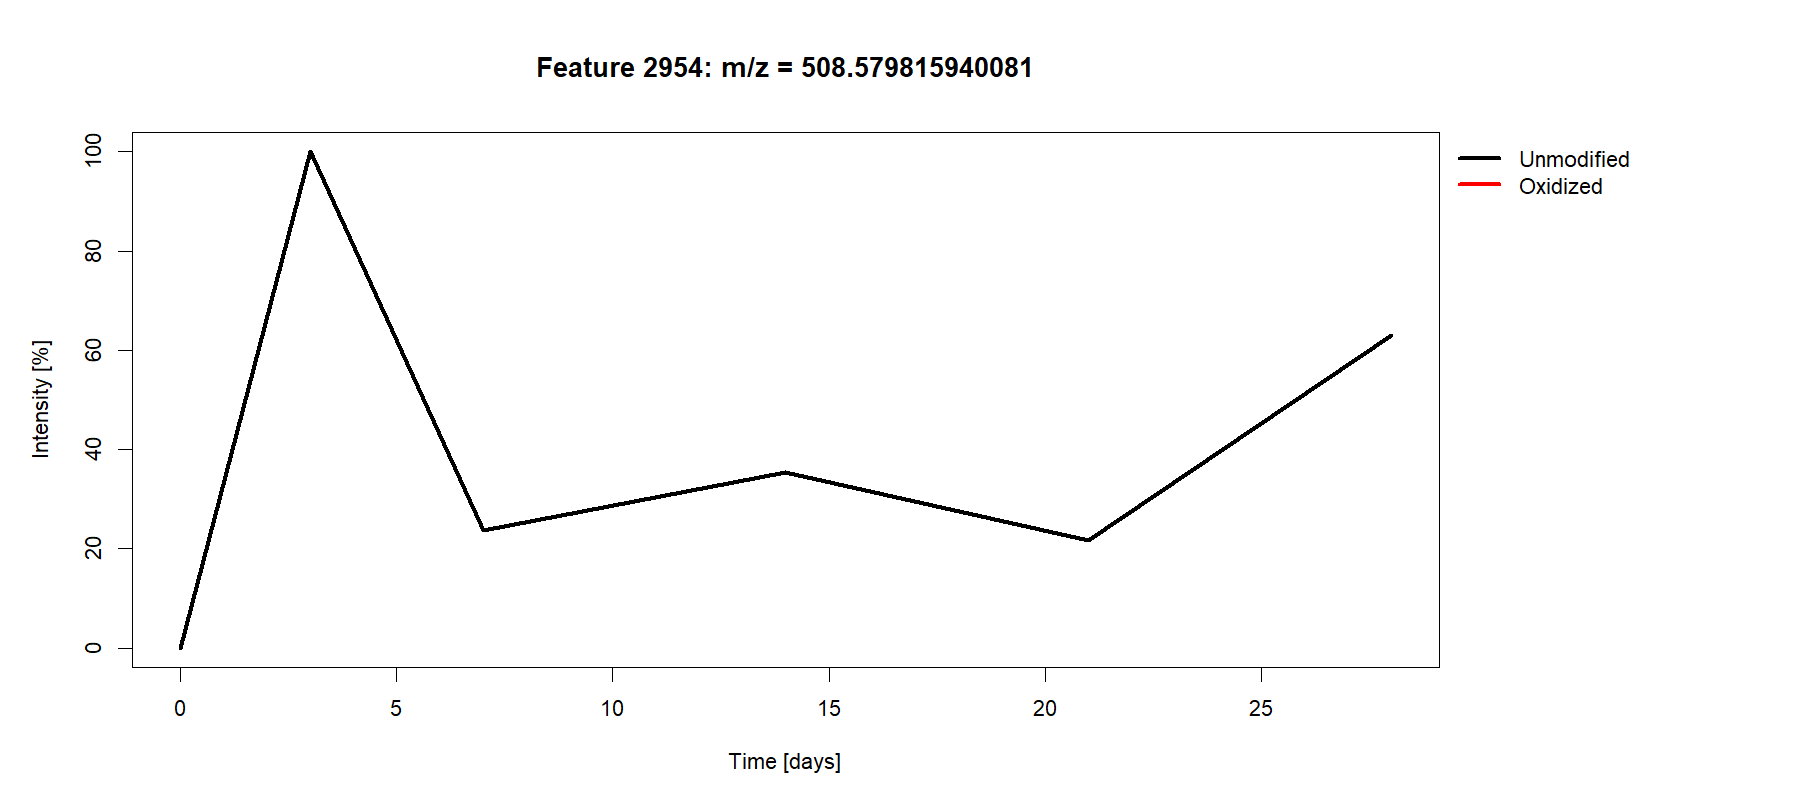 Feature 2954: m/z = 508.579815940081
Unmodified
Oxidized
Intensity [%]
100
80
60
40
20
0
0 5 10 15 20 25
Time [days]